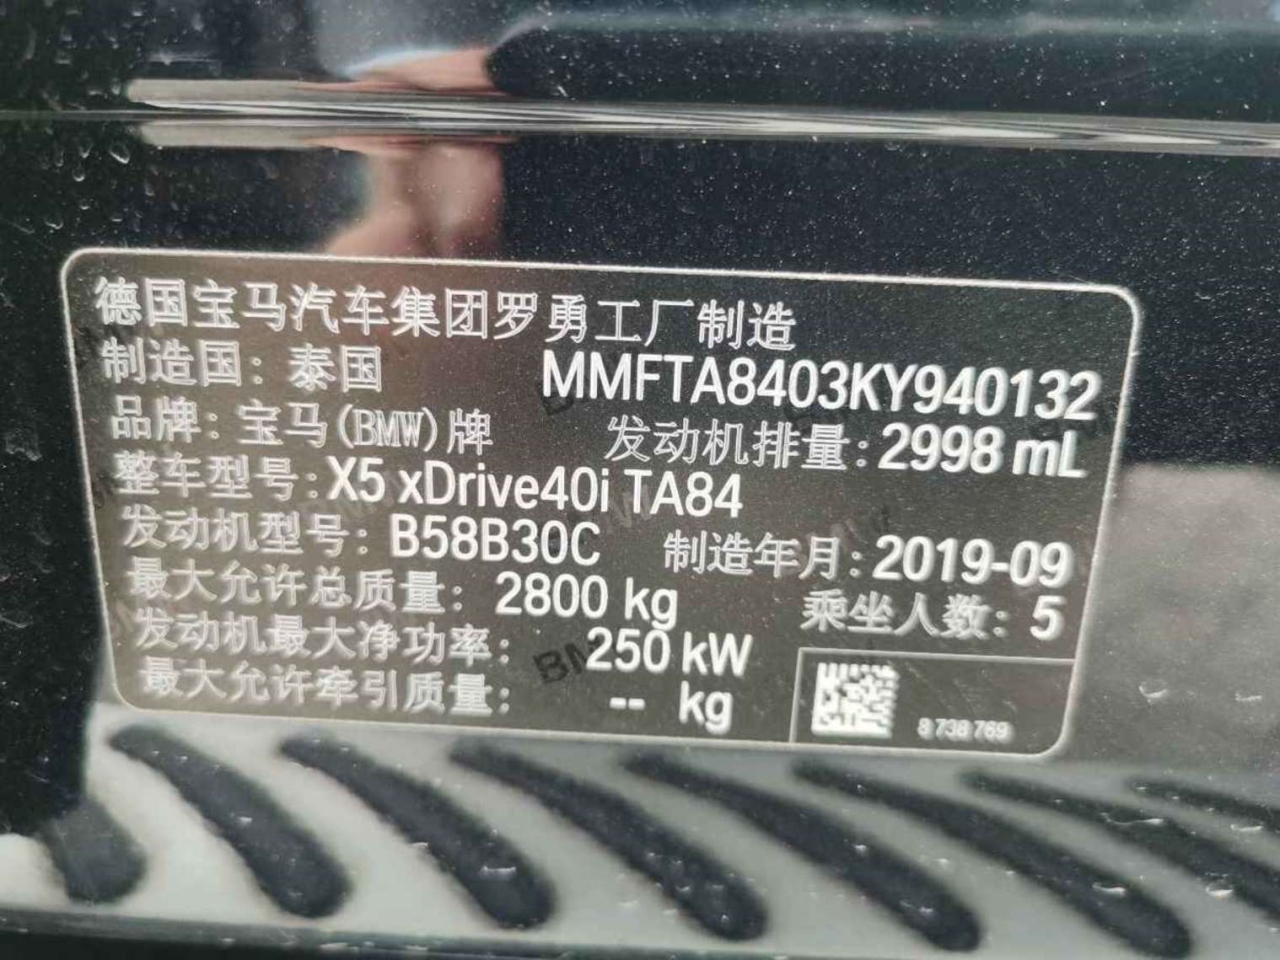 德国宝马汽车集团罗勇工厂制造
制造国：泰国 MMFTA8403KY940132
品牌：宝马(BMW)牌 发动机排量：2998 mL
整车型号：X5 xDrive40i TA84
发动机型号：B58B30C 制造年月：2019-09
最大允许总质量：2800 kg 乘坐人数：5
发动机最大净功率：250 kW
最大允许牵引质量：-- kg
8 738 769